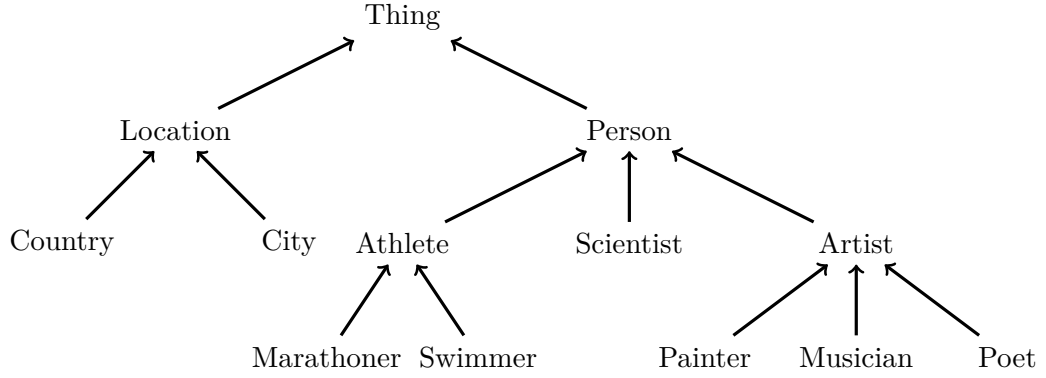 Thing
Location Person
Country City Athlete Scientist Artist
Marathoner Swimmer Painter Musician Poet